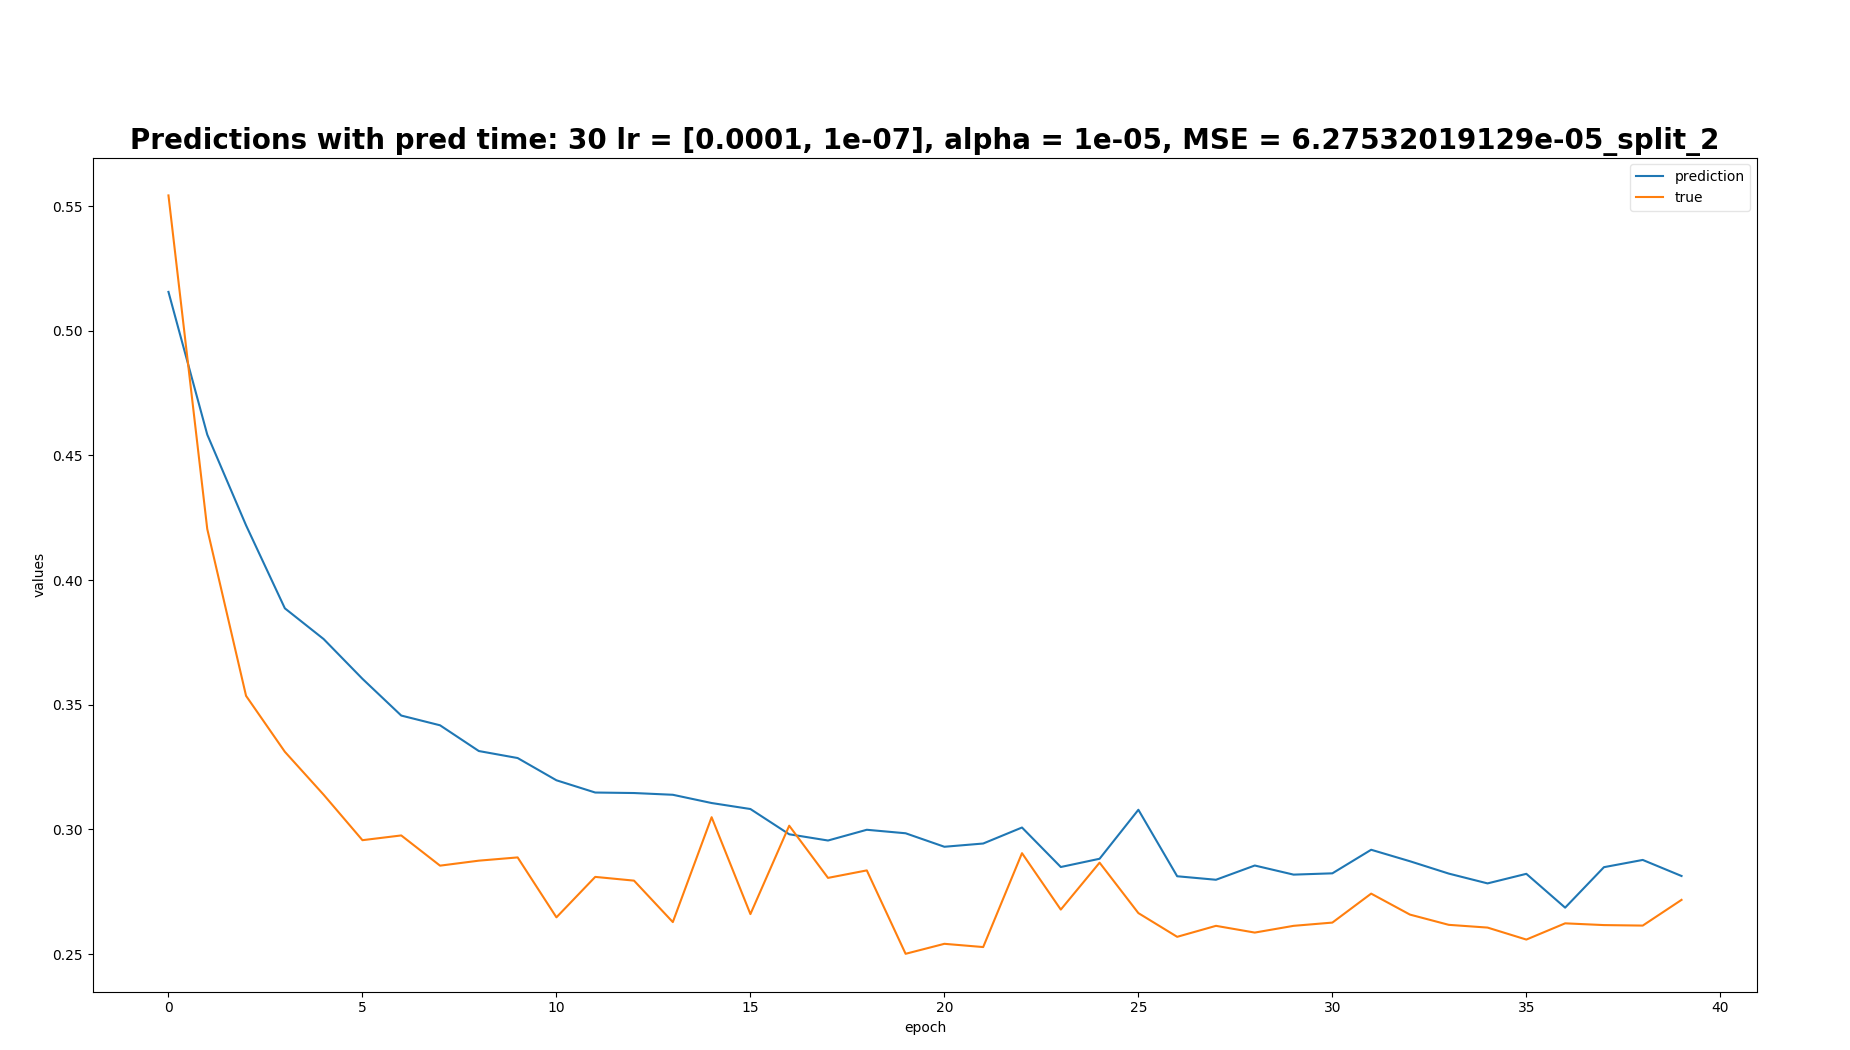 Predictions with pred time: 30 lr = [0.0001, 1e-07], alpha = 1e-05, MSE = 6.27532019129e-05_split_2
prediction
true
0.55
0.50
0.45
0.40
0.35
0.30
0.25
values
0 5 10 15 20 25 30 35 40
epoch